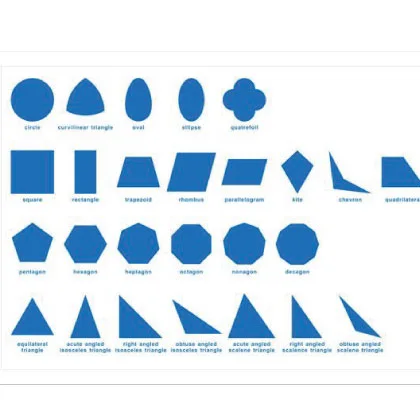 circle curvilinear triangle oval ellipse quatrefoil
square rectangle trapezoid rhombus parallelogram kite chevron quadrilatera
pentagon hexagon heptagon octagon nonagon decagon
equilateral acute angled right angled obtuse angled acute angled right angled obtuse angled
triangle isosceles triangle isosceles triangle isosceles triangle scalene triangle scalence triangle scalene triangle